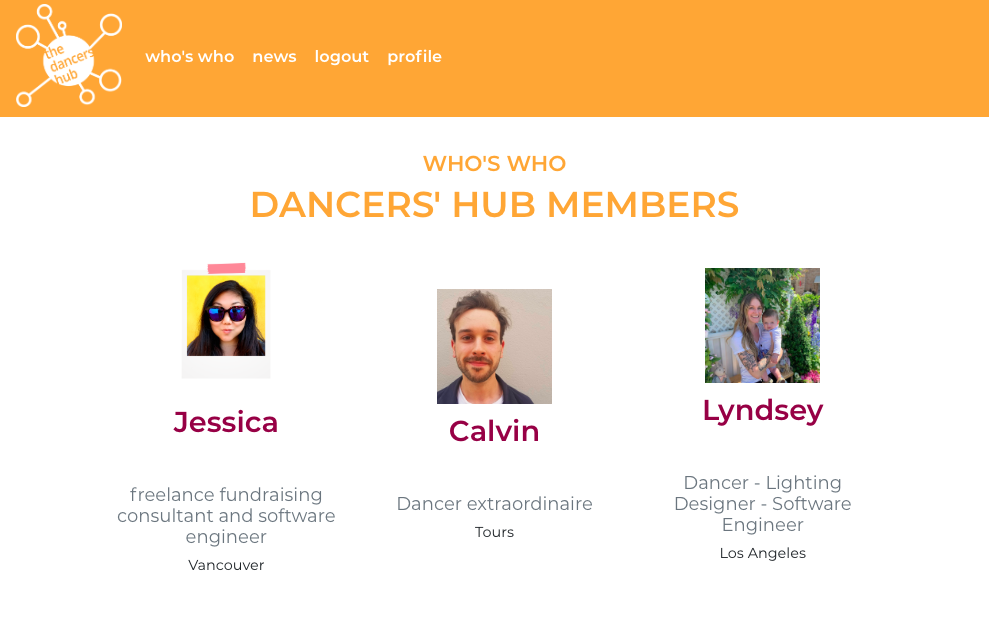 the
dancers
hub
who's who news logout profile
WHO'S WHO
DANCERS' HUB MEMBERS
Jessica
freelance fundraising
consultant and software
engineer
Vancouver
Calvin
Dancer extraordinaire
Tours
Lyndsey
Dancer - Lighting
Designer - Software
Engineer
Los Angeles